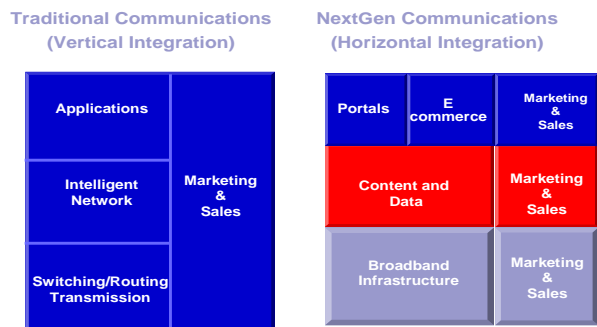 Traditional Communications
(Vertical Integration)
NextGen Communications
(Horizontal Integration)
Applications
Intelligent
Network
Switching/Routing
Transmission
Marketing
&
Sales
Portals
E
commerce
Marketing
&
Sales
Content and
Data
Marketing
&
Sales
Broadband
Infrastructure
Marketing
&
Sales